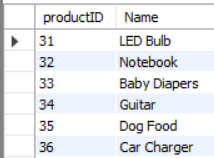 productID Name
31 LED Bulb
32 Notebook
33 Baby Diapers
34 Guitar
35 Dog Food
36 Car Charger